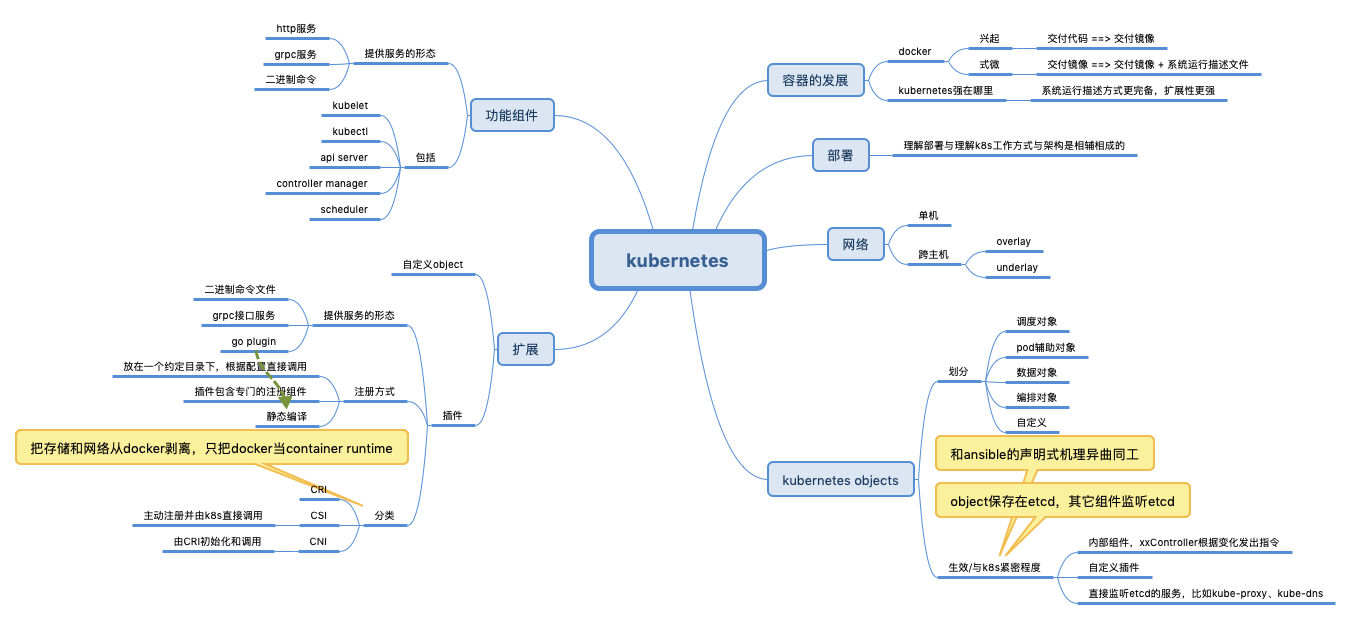 kubernetes
容器的发展
docker
兴起
交付代码 ==> 交付镜像
式微
交付镜像 ==> 交付镜像 + 系统运行描述文件
kubernetes强在哪里
系统运行描述方式更完备，扩展性更强
部署
理解部署与理解k8s工作方式与架构是相辅相成的
网络
单机
跨主机
overlay
underlay
kubernetes objects
划分
调度对象
pod辅助对象
数据对象
编排对象
自定义
和ansible的声明式机理异曲同工
object保存在etcd，其它组件监听etcd
生效/与k8s紧密程度
内部组件，xxController根据变化发出指令
自定义插件
直接监听etcd的服务，比如kube-proxy、kube-dns
功能组件
提供服务的形态
http服务
grpc服务
二进制命令
包括
kubelet
kubectl
api server
controller manager
scheduler
扩展
自定义object
插件
提供服务的形态
二进制命令文件
grpc接口服务
go plugin
注册方式
放在一个约定目录下，根据配置直接调用
插件包含专门的注册组件
静态编译
把存储和网络从docker剥离，只把docker当container runtime
分类
CRI
CSI
主动注册并由k8s直接调用
CNI
由CRI初始化和调用